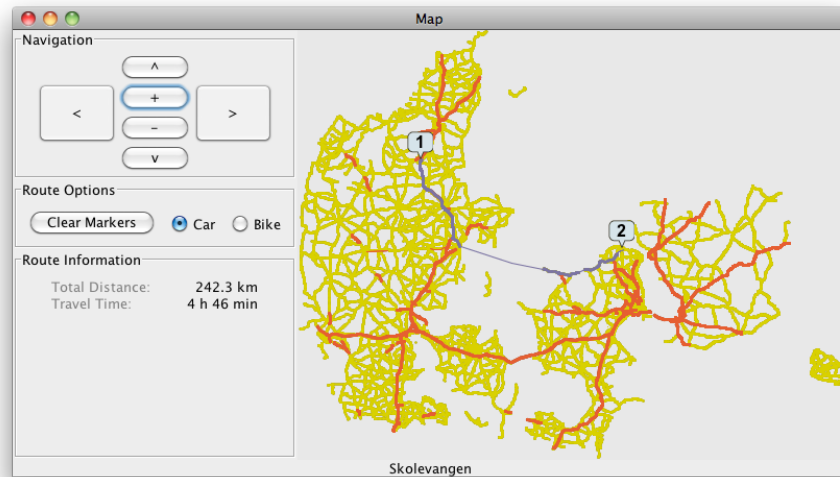 Map
Navigation
^
<
+
>
–
v
Route Options
Clear Markers
Car
Bike
Route Information
Total Distance: 242.3 km
Travel Time: 4 h 46 min
1
2
Skolevangen